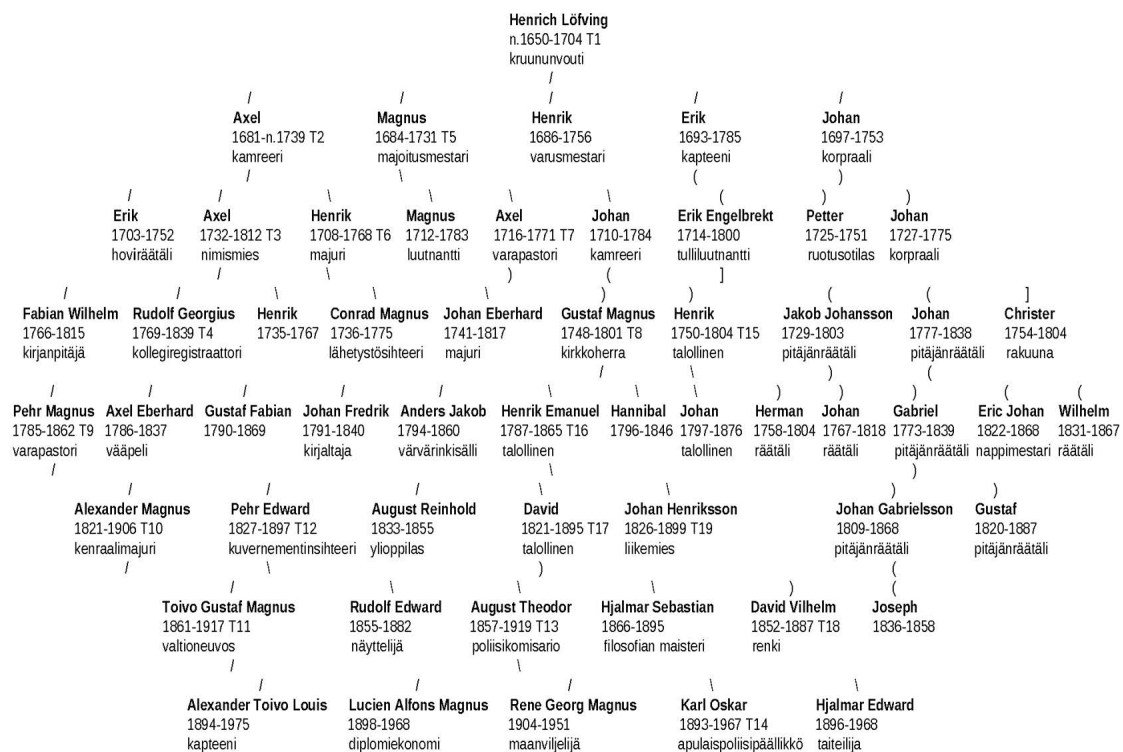 Henrich Löfving
n.1650-1704 T1
kruununvouti
/
/ / \ / /
Axel Magnus Henrik Erik Johan
1681-n.1739 T2 1684-1731 T5 1686-1756 1693-1785 1697-1753
kamreeri majoitusmestari varusmestari kapteeni korpraali
/ \ ( )
/ \ \ \ \ \ ( ) )
Erik Axel Henrik Magnus Axel Johan Erik Engelbrekt Petter Johan
1703-1752 1732-1812 T3 1708-1768 T6 1712-1783 1716-1771 T7 1710-1784 1714-1800 1725-1751 1727-1775
hoviräätäli nimismies majuri luutnantti varapastori kamreeri tulliluutnantti ruotusotilas korpraali
/ \ ) ( ]
/ / \ \ / ) \ ( ( ]
Fabian Wilhelm Rudolf Georgius Henrik Conrad Magnus Johan Eberhard Gustaf Magnus Henrik Jakob Johansson Johan Christer
1766-1815 1769-1839 T4 1735-1767 1736-1775 1741-1817 1748-1801 T8 1750-1804 T15 1729-1803 1777-1838 1754-1804
kirjanpitäjä kollegiregistraattori lähetystösihteeri majuri kirkkoherra talollinen pitäjänräätäli pitäjänräätäli rakuuna
/ \ ) (
/ / / / / \ \ \ ) ) ( ( (
Pehr Magnus Axel Eberhard Gustaf Fabian Johan Fredrik Anders Jakob Henrik Emanuel Hannibal Johan Herman Johan Gabriel Eric Johan Wilhelm
1785-1862 T9 1786-1837 1790-1869 1791-1840 1794-1860 1787-1865 T16 1796-1846 1797-1876 1758-1804 1767-1818 1773-1839 1822-1868 1831-1867
varapastori vääpeli kirjaltaja värvärinkisälli talollinen talollinen räätäli räätäli pitäjänräätäli nappimestari räätäli
/ \ )
/ / / \ \ ) )
Alexander Magnus Pehr Edward August Reinhold David Johan Henriksson Johan Gabrielsson Gustaf
1821-1906 T10 1827-1897 T12 1833-1855 1821-1895 T17 1826-1899 T19 1809-1868 1820-1887
kenraalimajuri kuvernementinsihteeri ylioppilas talollinen liikemies pitäjänräätäli pitäjänräätäli
/ \ ) (
/ \ \ \ ) (
Toivo Gustaf Magnus Rudolf Edward August Theodor Hjalmar Sebastian David Vilhelm Joseph
1861-1917 T11 1855-1882 1857-1919 T13 1866-1895 1852-1887 T18 1836-1858
valtioneuvos näyttelijä poliisikomisario filosofian maisteri renki
/ \
/ / / \ \
Alexander Toivo Louis Lucien Alfons Magnus Rene Georg Magnus Karl Oskar Hjalmar Edward
1894-1975 1898-1968 1904-1951 1893-1967 T14 1896-1968
kapteeni diplomiekonomi maanviljelijä apulaispoliisipäällikkö taiteilija